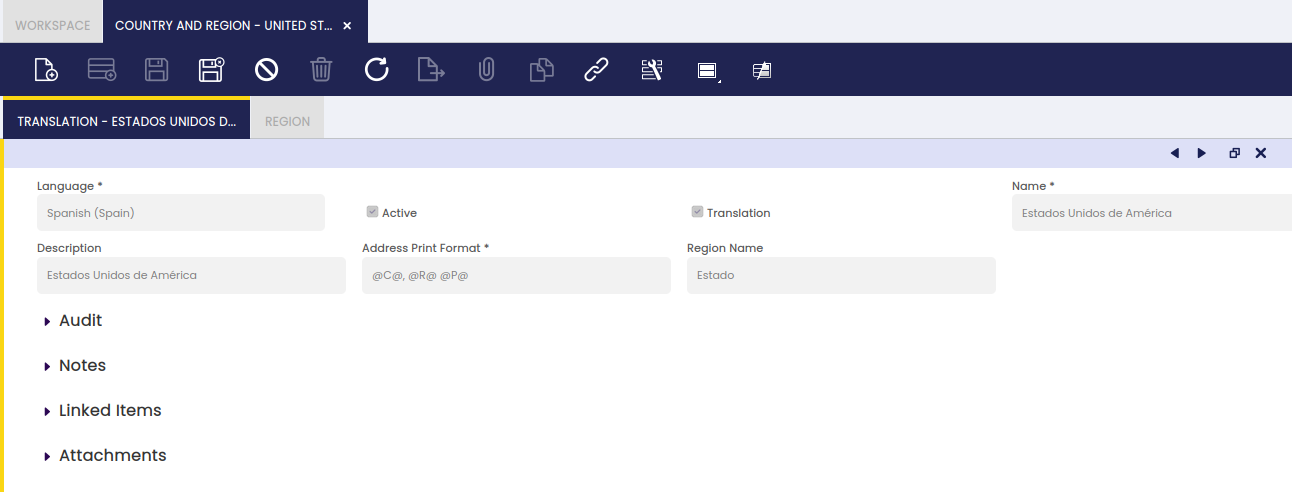 WORKSPACE
COUNTRY AND REGION - UNITED ST...
TRANSLATION - ESTADOS UNIDOS D...
REGION
Language *
Spanish (Spain)
Active
Translation
Name *
Estados Unidos de América
Description
Estados Unidos de América
Address Print Format *
@C@, @R@ @P@
Region Name
Estado
Audit
Notes
Linked Items
Attachments